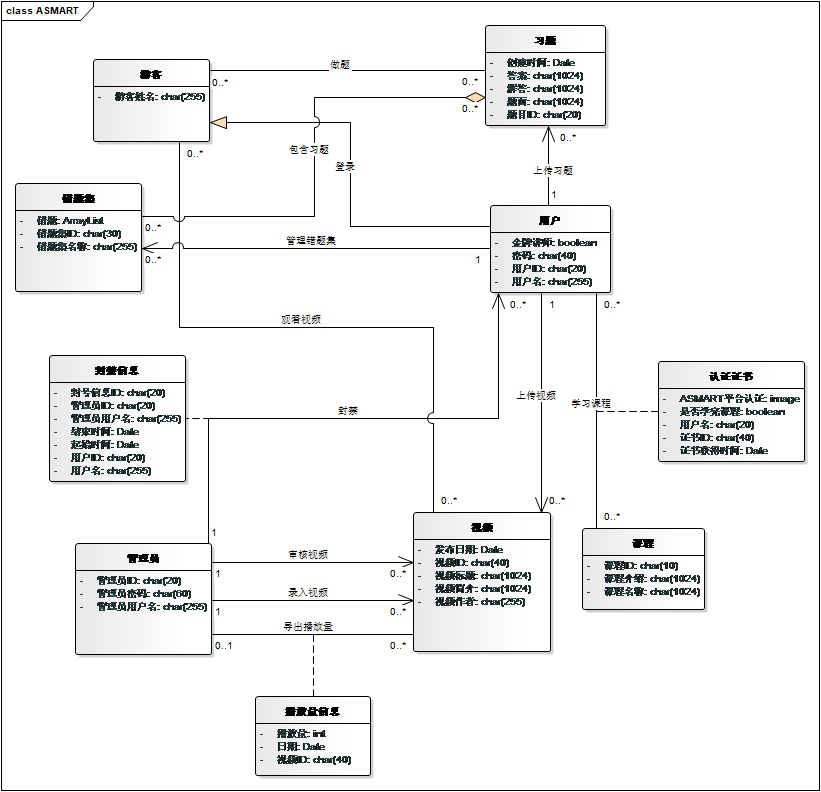 class ASMART
习题
- 创建时间: Date
- 答案: char(1024)
- 解答: char(1024)
- 题面: char(1024)
- 题目ID: char(20)
游客
- 游客姓名: char(255)
做题
0..*
0..*
0..*
包含习题
登录
0..*
0..*
上传习题
1
错题集
- 错题: ArrayList
- 错题集ID: char(30)
- 错题集名称: char(255)
0..*
0..*
管理错题集
1
用户
- 金牌讲师: boolean
- 密码: char(40)
- 用户ID: char(20)
- 用户名: char(255)
0..*
1
0..*
观看视频
封禁信息
- 封号信息ID: char(20)
- 管理员ID: char(20)
- 管理员用户名: char(255)
- 结束时间: Date
- 起始时间: Date
- 用户ID: char(20)
- 用户名: char(255)
封禁
上传视频
学习课程
认证证书
- ASMART平台认证: image
- 是否学完课程: boolean
- 用户名: char(20)
- 证书ID: char(40)
- 证书获得时间: Date
0..*
0..*
0..*
1
管理员
- 管理员ID: char(20)
- 管理员密码: char(60)
- 管理员用户名: char(255)
审核视频
1
0..*
录入视频
1
0..*
导出播放量
0..1
0..*
视频
- 发布日期: Date
- 视频ID: char(40)
- 视频标题: char(1024)
- 视频简介: char(1024)
- 视频作者: char(255)
课程
- 课程ID: char(10)
- 课程介绍: char(1024)
- 课程名称: char(1024)
播放量信息
- 播放量: int
- 日期: Date
- 视频ID: char(40)